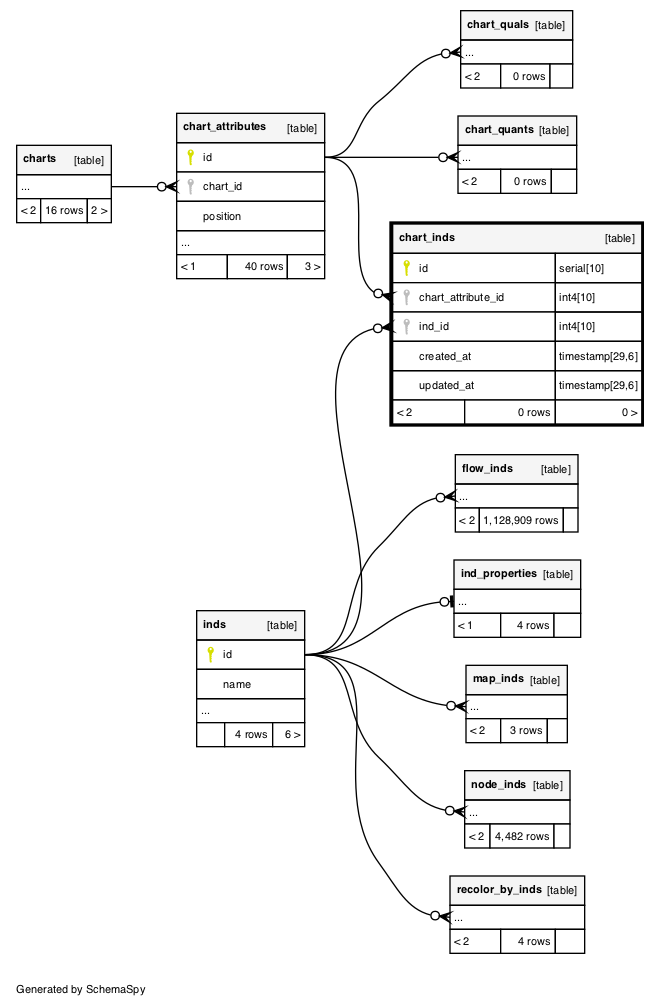 chart_quals [table]
...
< 2 0 rows
chart_quants [table]
...
< 2 0 rows
chart_attributes [table]
id
chart_id
position
...
< 1 40 rows 3 >
charts [table]
...
< 2 16 rows 2 >
chart_inds [table]
id serial[10]
chart_attribute_id int4[10]
ind_id int4[10]
created_at timestamp[29,6]
updated_at timestamp[29,6]
< 2 0 rows 0 >
flow_inds [table]
...
< 2 1,128,909 rows
ind_properties [table]
...
< 1 4 rows
inds [table]
id
name
...
4 rows 6 >
map_inds [table]
...
< 2 3 rows
node_inds [table]
...
< 2 4,482 rows
recolor_by_inds [table]
...
< 2 4 rows
Generated by SchemaSpy